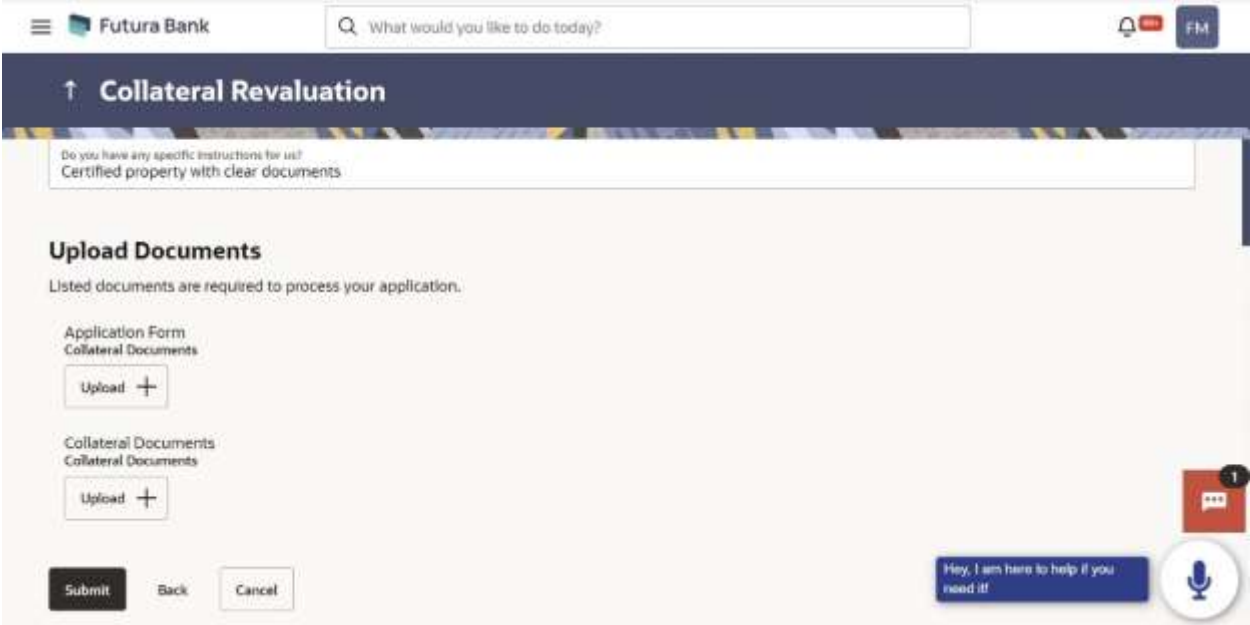 Futura Bank
What would you like to do today?
FM
Collateral Revaluation
Do you have any specific instructions for us?
Certified property with clear documents
Upload Documents
Listed documents are required to process your application.
Application Form
Collateral Documents
Upload
Collateral Documents
Collateral Documents
Upload
1
Submit
Back
Cancel
Hey, I am here to help if you
need it!